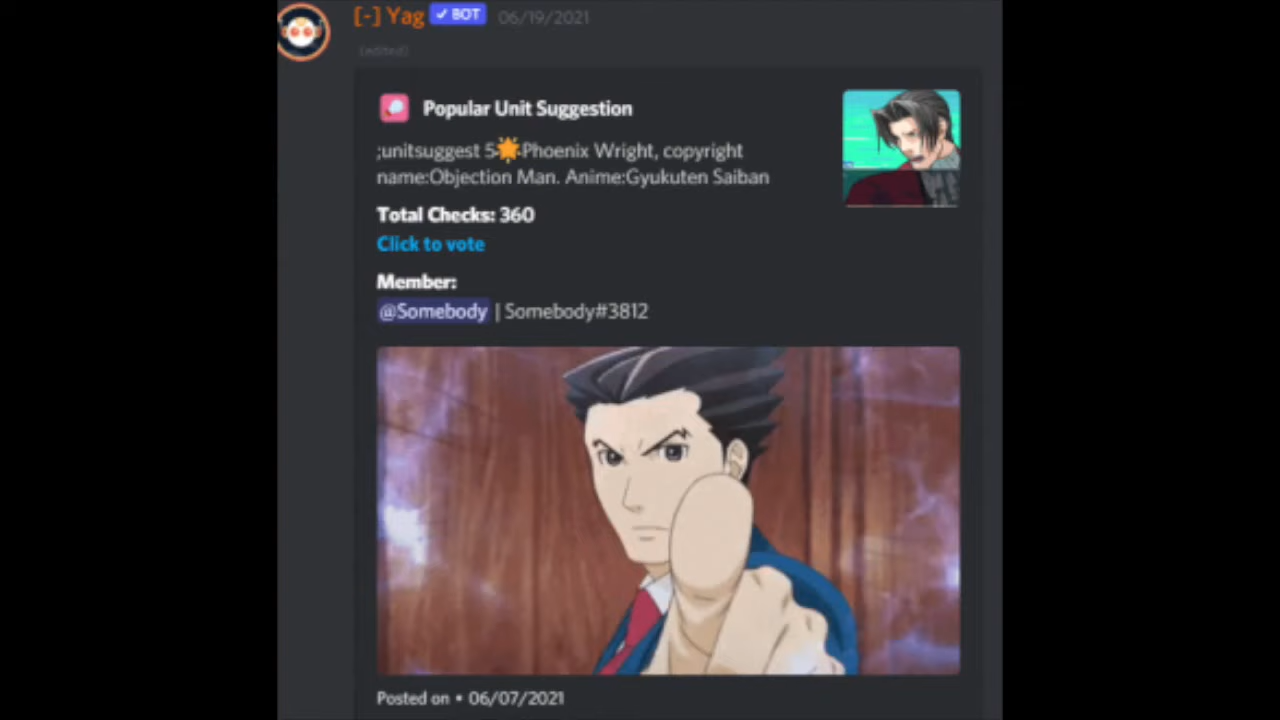 [-] Yag ✓ BOT 06/19/2021
(edited)
Popular Unit Suggestion
;unitsuggest 5🌟Phoenix Wright, copyright
name:Objection Man. Anime:Gyukuten Saiban
Total Checks: 360
Click to vote
Member:
@Somebody | Somebody#3812
Posted on • 06/07/2021